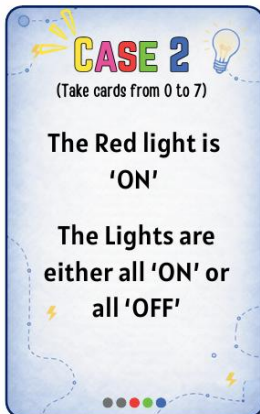 CASE 2
(Take cards from 0 to 7)
The Red light is
‘ON’
The Lights are
either all ‘ON’ or
all ‘OFF’